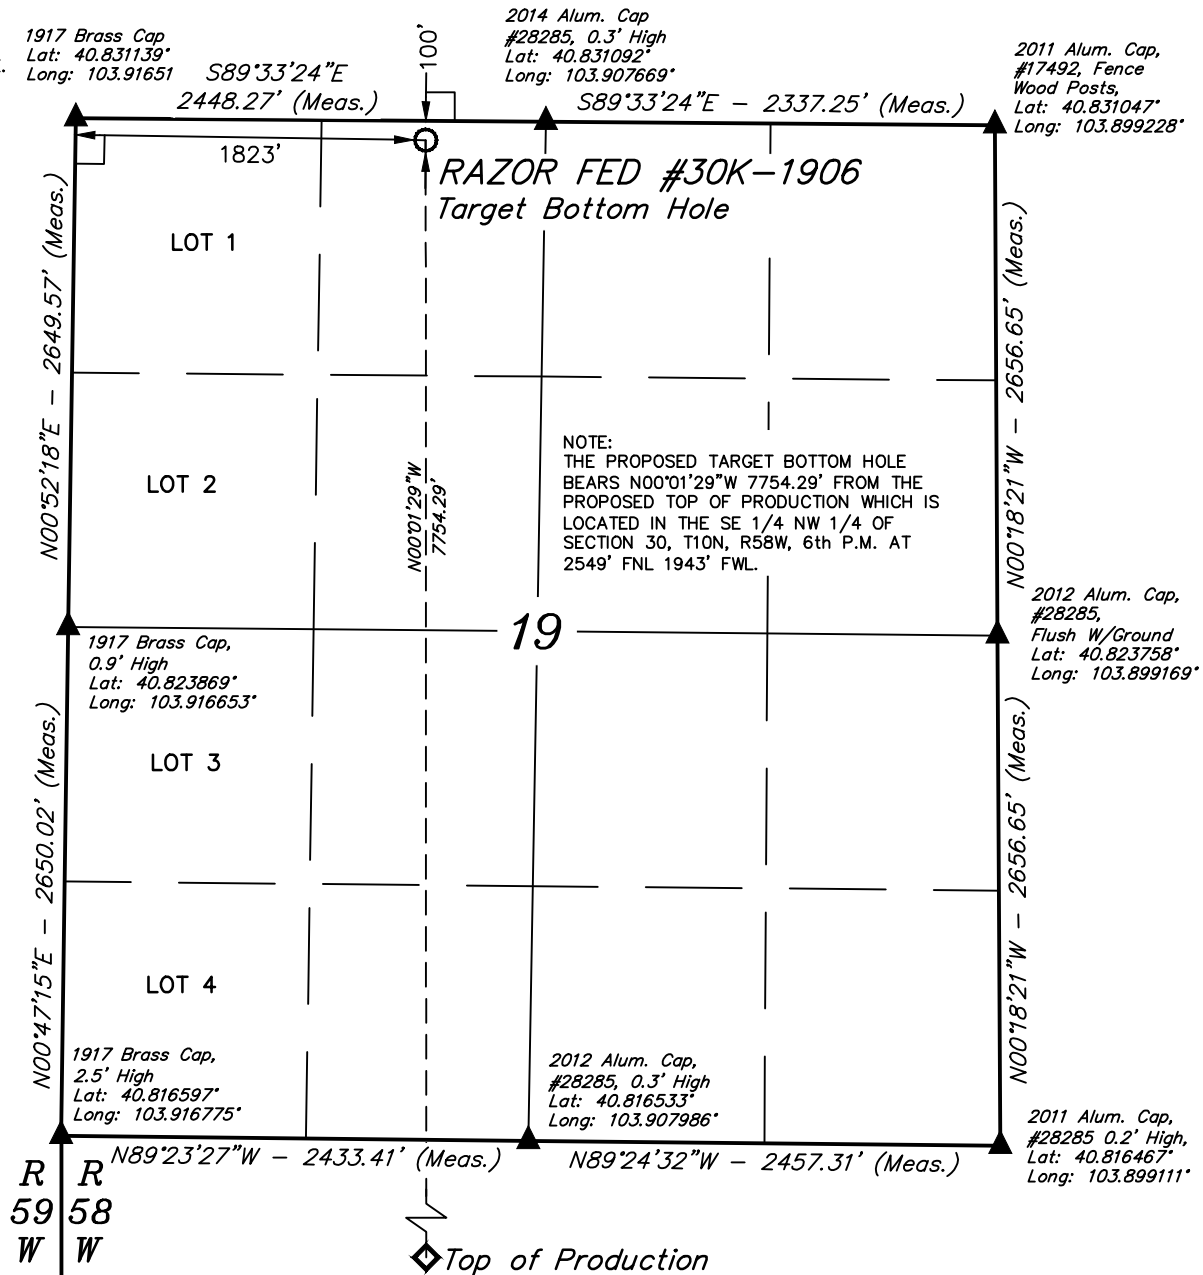 1917 Brass Cap
Lat: 40.831139°
Long: 103.91651
S89°33'24"E
2448.27' (Meas.)
100'
2014 Alum. Cap
#28285, 0.3' High
Lat: 40.831092°
Long: 103.907669°
S89°33'24"E – 2337.25' (Meas.)
2011 Alum. Cap,
#17492, Fence
Wood Posts,
Lat: 40.831047°
Long: 103.899228°
1823'
RAZOR FED #30K–1906
Target Bottom Hole
LOT 1
N00°52'18"E – 2649.57' (Meas.)
N00°18'21"W – 2656.65' (Meas.)
LOT 2
N00°01'29"W
7754.29'
NOTE:
THE PROPOSED TARGET BOTTOM HOLE
BEARS N00°01'29"W 7754.29' FROM THE
PROPOSED TOP OF PRODUCTION WHICH IS
LOCATED IN THE SE 1/4 NW 1/4 OF
SECTION 30, T10N, R58W, 6th P.M. AT
2549' FNL 1943' FWL.
19
1917 Brass Cap,
0.9' High
Lat: 40.823869°
Long: 103.916653°
2012 Alum. Cap,
#28285,
Flush W/Ground
Lat: 40.823758°
Long: 103.899169°
LOT 3
N00°47'15"E – 2650.02' (Meas.)
N00°18'21"W – 2656.65' (Meas.)
LOT 4
1917 Brass Cap,
2.5' High
Lat: 40.816597°
Long: 103.916775°
2012 Alum. Cap,
#28285, 0.3' High
Lat: 40.816533°
Long: 103.907986°
2011 Alum. Cap,
#28285 0.2' High,
Lat: 40.816467°
Long: 103.899111°
N89°23'27"W – 2433.41' (Meas.)
N89°24'32"W – 2457.31' (Meas.)
R R
59 58
W W
Top of Production